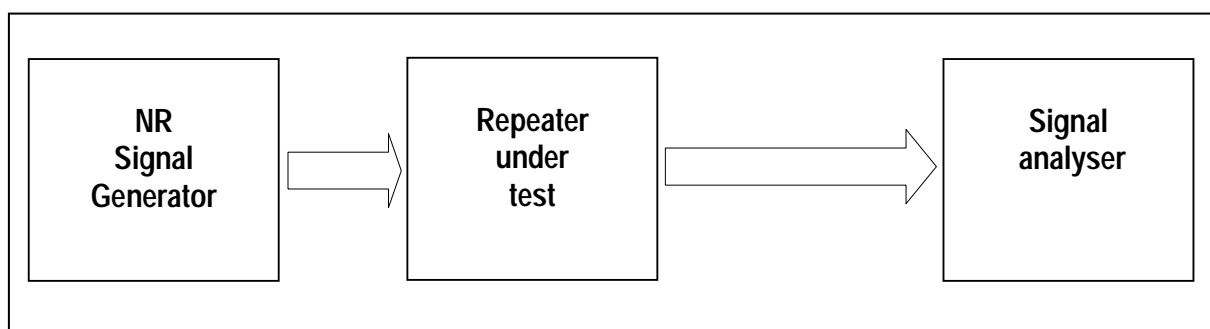 NR
Signal
Generator
Repeater
under
test
Signal
analyser